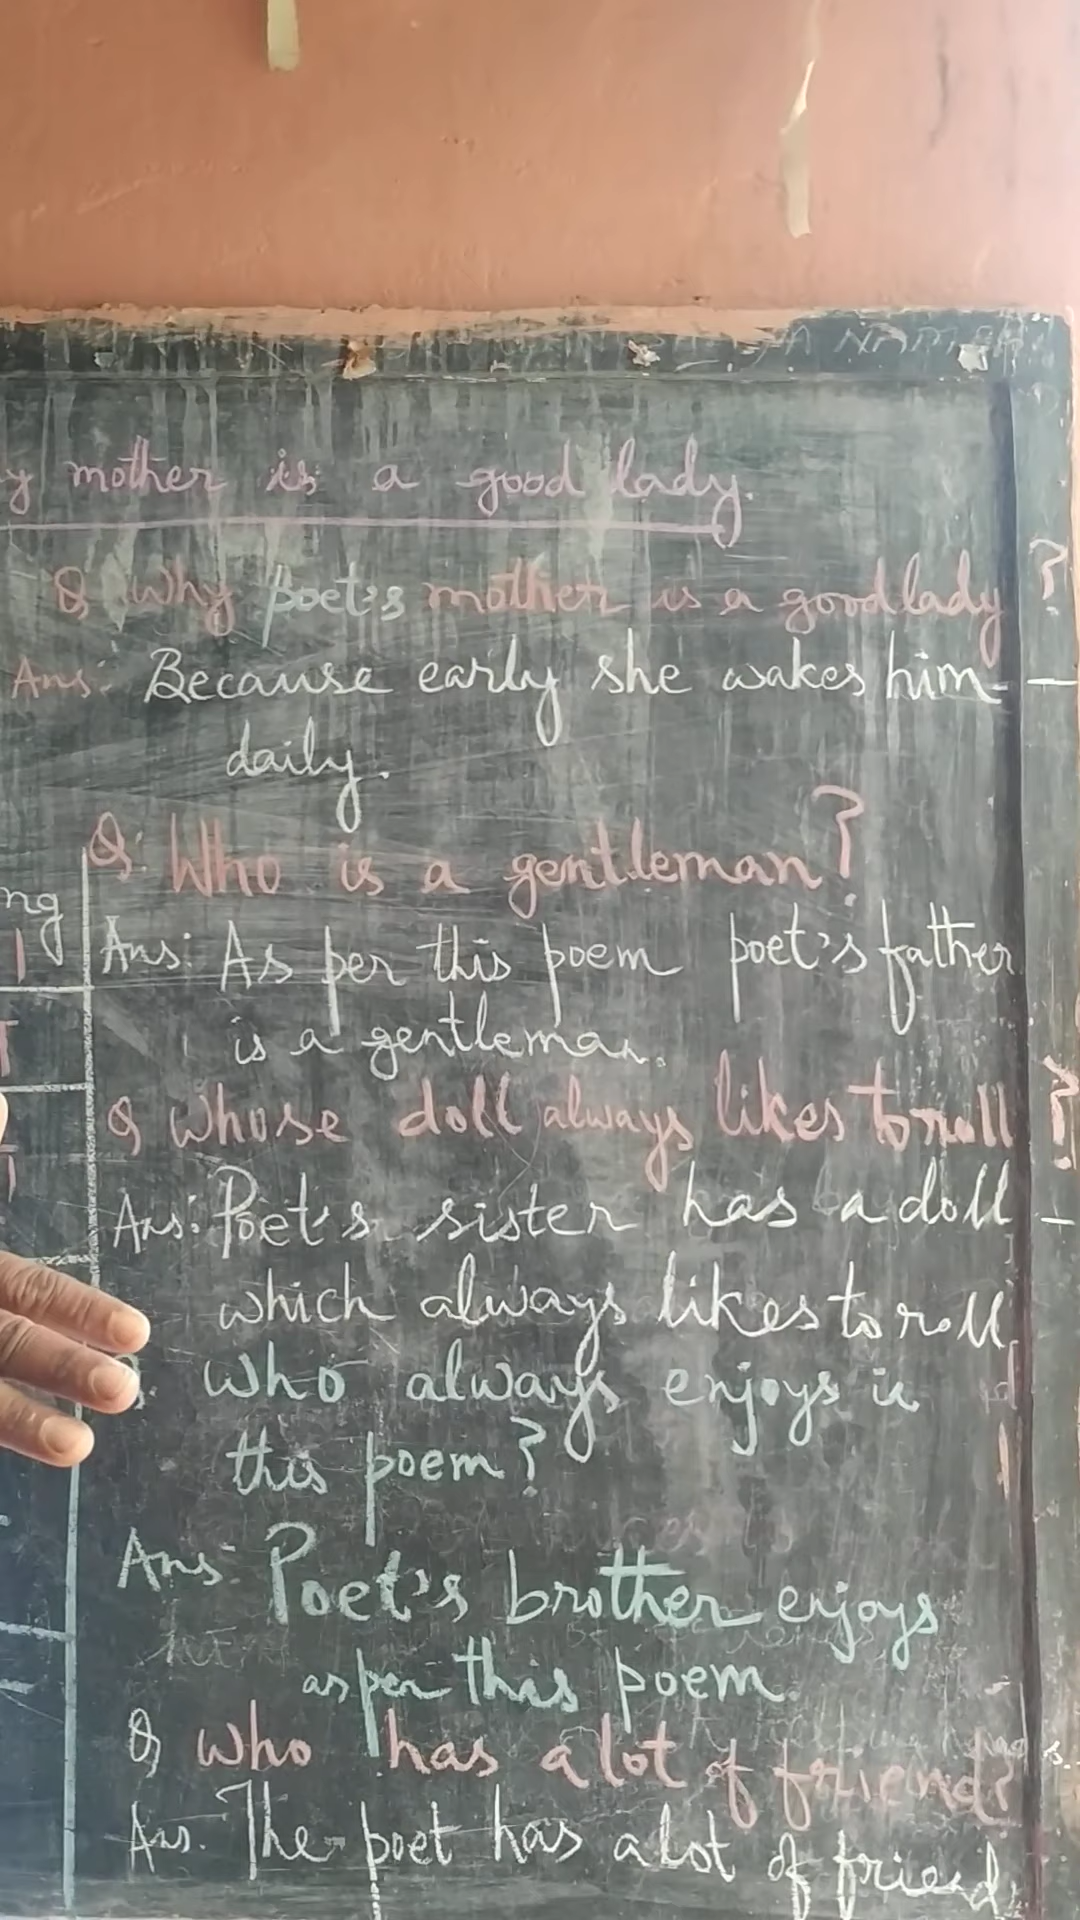 y mother is a good lady.
Q Why poet's mother is a good lady ?
Ans: Because early she wakes him
daily.
Q: Who is a gentleman?
ng
Ans: As per this poem poet's father
is a gentleman.
Q Whose doll always likes to roll ?
Ans: Poet's sister has a doll
which always likes to roll.
who always enjoys in
this poem?
Ans: Poet's brother enjoys
as per this poem.
Q who has a lot of friend?
Ans. The poet has a lot of friend.